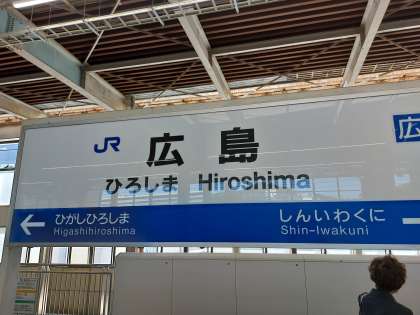 JR 広島 広
ひろしま Hiroshima
ひがしひろしま しんいわくに
Higashihiroshima Shin-Iwakuni